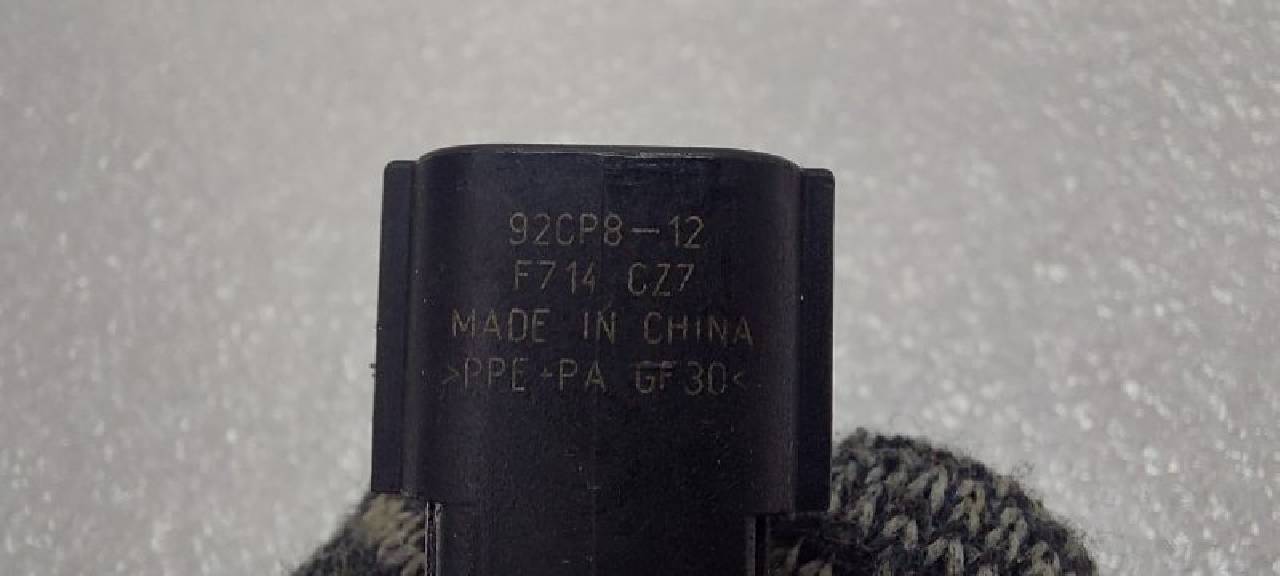 92CP8-12
F714 CZ7
MADE IN CHINA
>PPE+PA GF30<